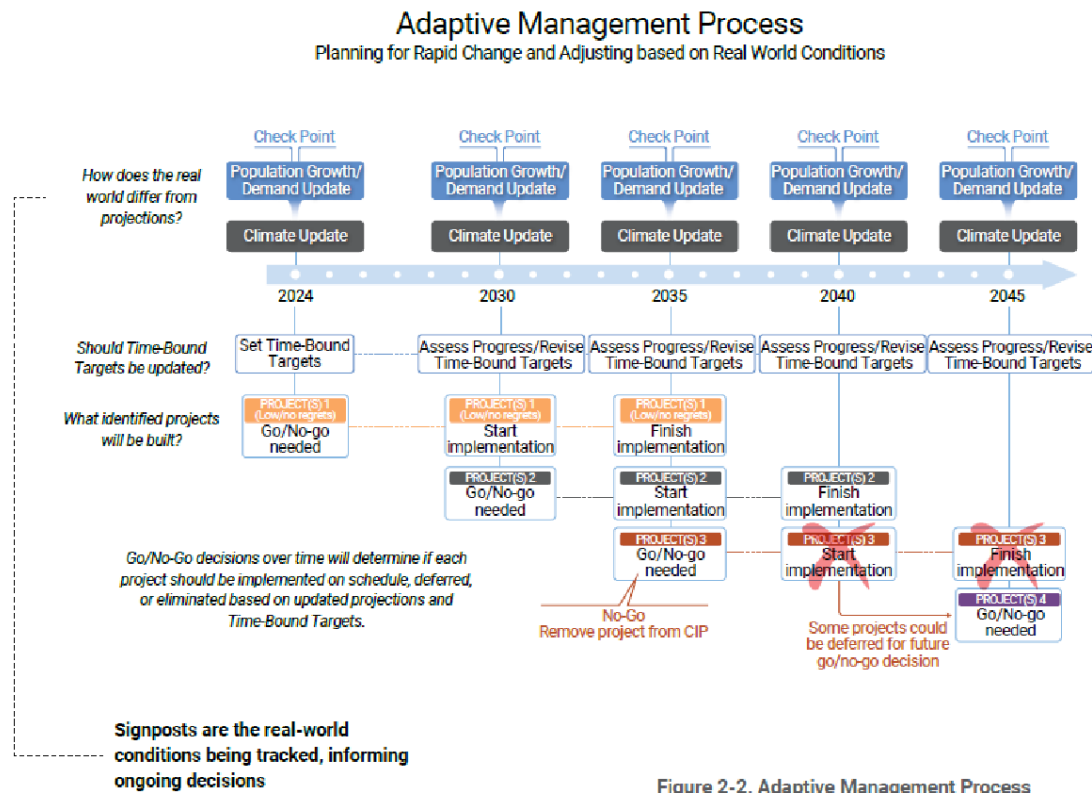 Adaptive Management Process
Planning for Rapid Change and Adjusting based on Real World Conditions
Check Point
Check Point
Check Point
Check Point
Check Point
How does the real
world differ from
projections?
Population Growth/
Demand Update
Population Growth/
Demand Update
Population Growth/
Demand Update
Population Growth/
Demand Update
Population Growth/
Demand Update
Climate Update
Climate Update
Climate Update
Climate Update
Climate Update
2024
2030
2035
2040
2045
Should Time-Bound
Targets be updated?
Set Time-Bound
Targets
Assess Progress/Revise
Time-Bound Targets
Assess Progress/Revise
Time-Bound Targets
Assess Progress/Revise
Time-Bound Targets
Assess Progress/Revise
Time-Bound Targets
What identified projects
will be built?
PROJECT(S) 1
(Low/no regrets)
Go/No-go
needed
PROJECT(S) 1
(Low/no regrets)
Start
implementation
PROJECT(S) 1
(Low/no regrets)
Finish
implementation
PROJECT(S) 2
Go/No-go
needed
PROJECT(S) 2
Start
implementation
PROJECT(S) 2
Finish
implementation
PROJECT(S) 3
Go/No-go
needed
PROJECT(S) 3
Start
implementation
PROJECT(S) 3
Finish
implementation
PROJECT(S) 4
Go/No-go
needed
Go/No-Go decisions over time will determine if each
project should be implemented on schedule, deferred,
or eliminated based on updated projections and
Time-Bound Targets.
No-Go
Remove project from CIP
Some projects could
be deferred for future
go/no-go decision
Signposts are the real-world
conditions being tracked, informing
ongoing decisions
Figure 2-2. Adaptive Management Process